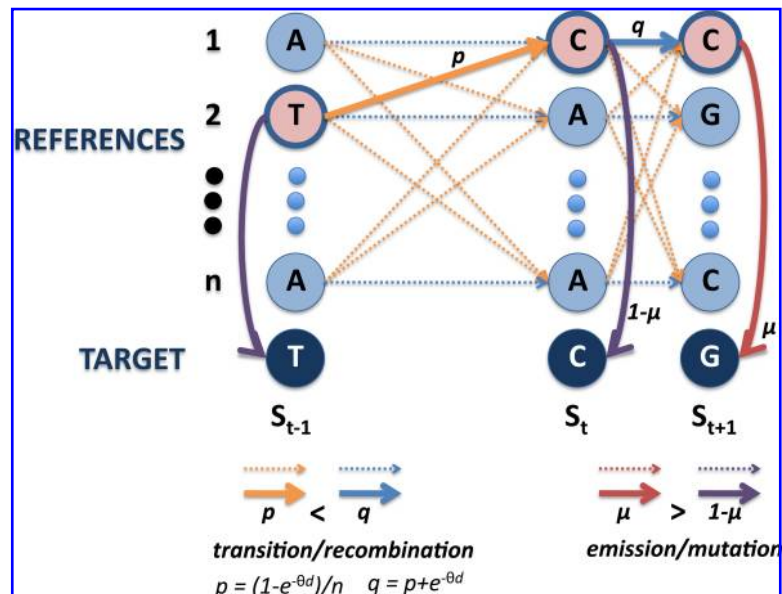 1 A C q C
p
2 T A G
REFERENCES
n A A C
1-μ
μ
TARGET T C G
St-1 St St+1
p < q μ > 1-μ
transition/recombination emission/mutation
p = (1-e-θd)/n q = p+e-θd